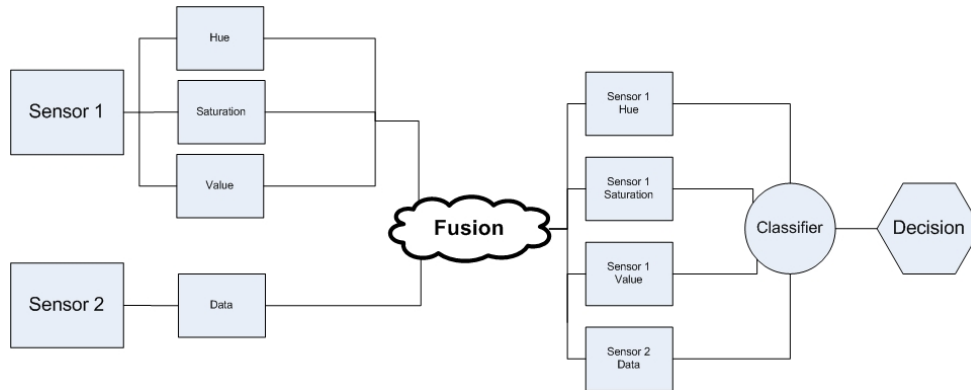 Sensor 1
Hue
Saturation
Value
Sensor 2
Data
Fusion
Sensor 1
Hue
Sensor 1
Saturation
Sensor 1
Value
Sensor 2
Data
Classifier
Decision